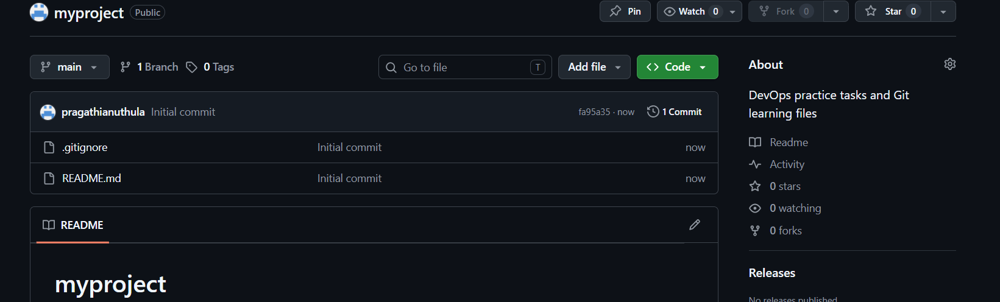 myproject Public Pin Watch 0 Fork 0 Star 0
main 1 Branch 0 Tags Go to file T Add file Code
pragathianuthula Initial commit fa95a35 · now 1 Commit
.gitignore Initial commit now
README.md Initial commit now
README
myproject
About
DevOps practice tasks and Git
learning files
Readme
Activity
0 stars
0 watching
0 forks
Releases
No releases published